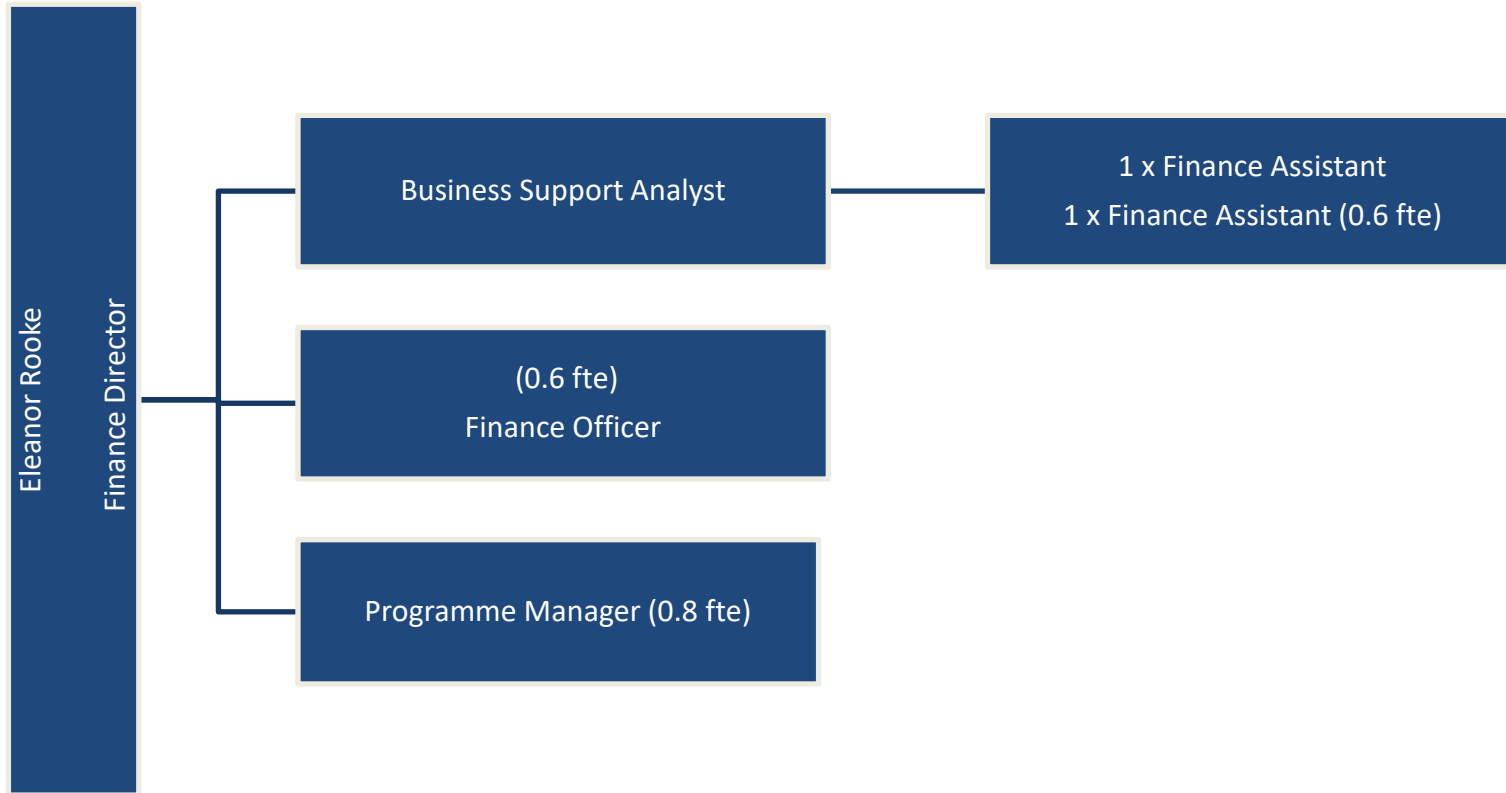 Eleanor Rooke
Finance Director
Business Support Analyst
1 x Finance Assistant
1 x Finance Assistant (0.6 fte)
(0.6 fte)
Finance Officer
Programme Manager (0.8 fte)